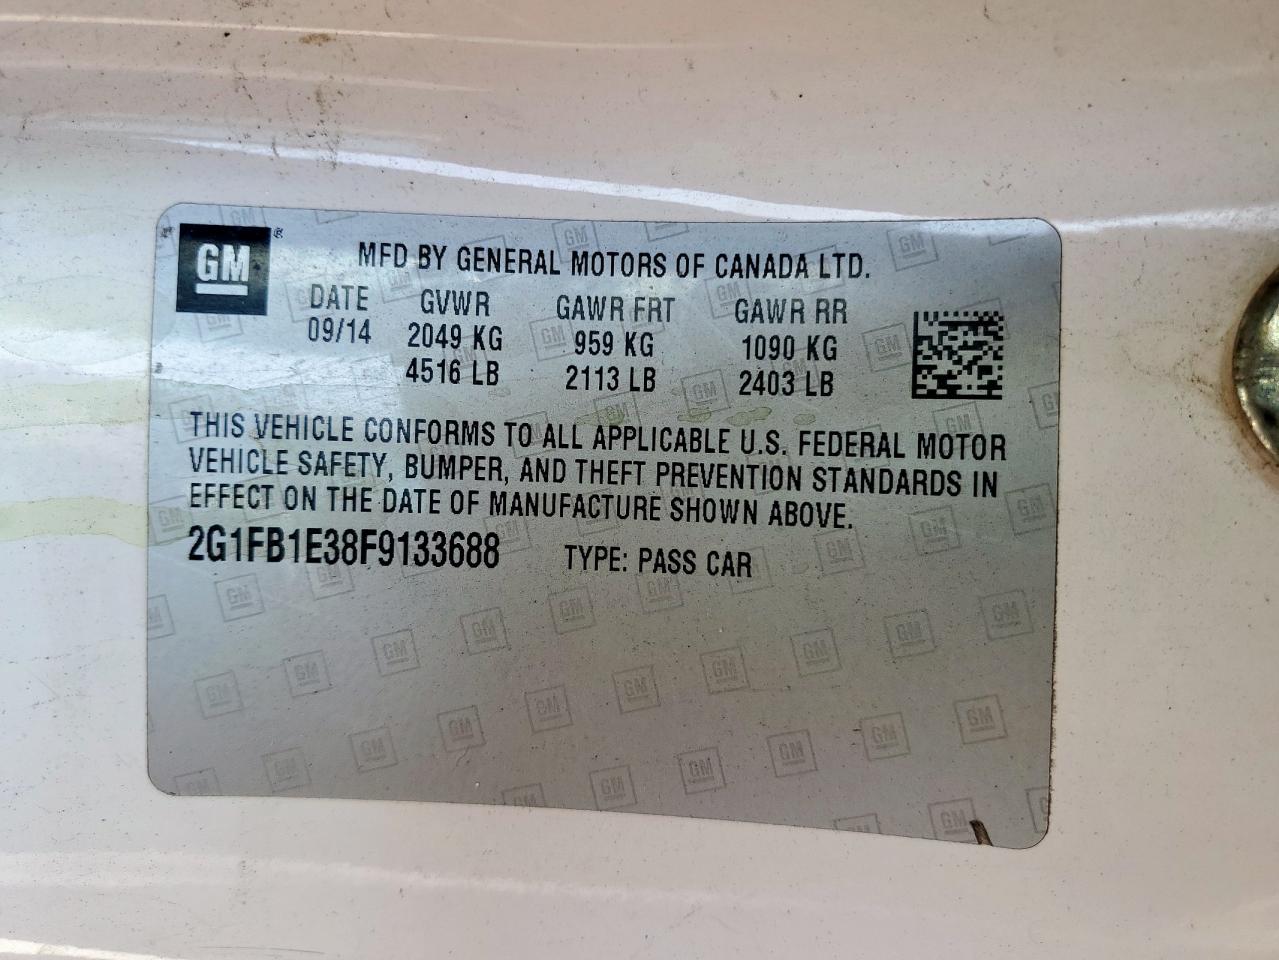 GM ®
MFD BY GENERAL MOTORS OF CANADA LTD.
DATE GVWR GAWR FRT GAWR RR
09/14 2049 KG 959 KG 1090 KG
4516 LB 2113 LB 2403 LB
THIS VEHICLE CONFORMS TO ALL APPLICABLE U.S. FEDERAL MOTOR
VEHICLE SAFETY, BUMPER, AND THEFT PREVENTION STANDARDS IN
EFFECT ON THE DATE OF MANUFACTURE SHOWN ABOVE.
2G1FB1E38F9133688 TYPE: PASS CAR